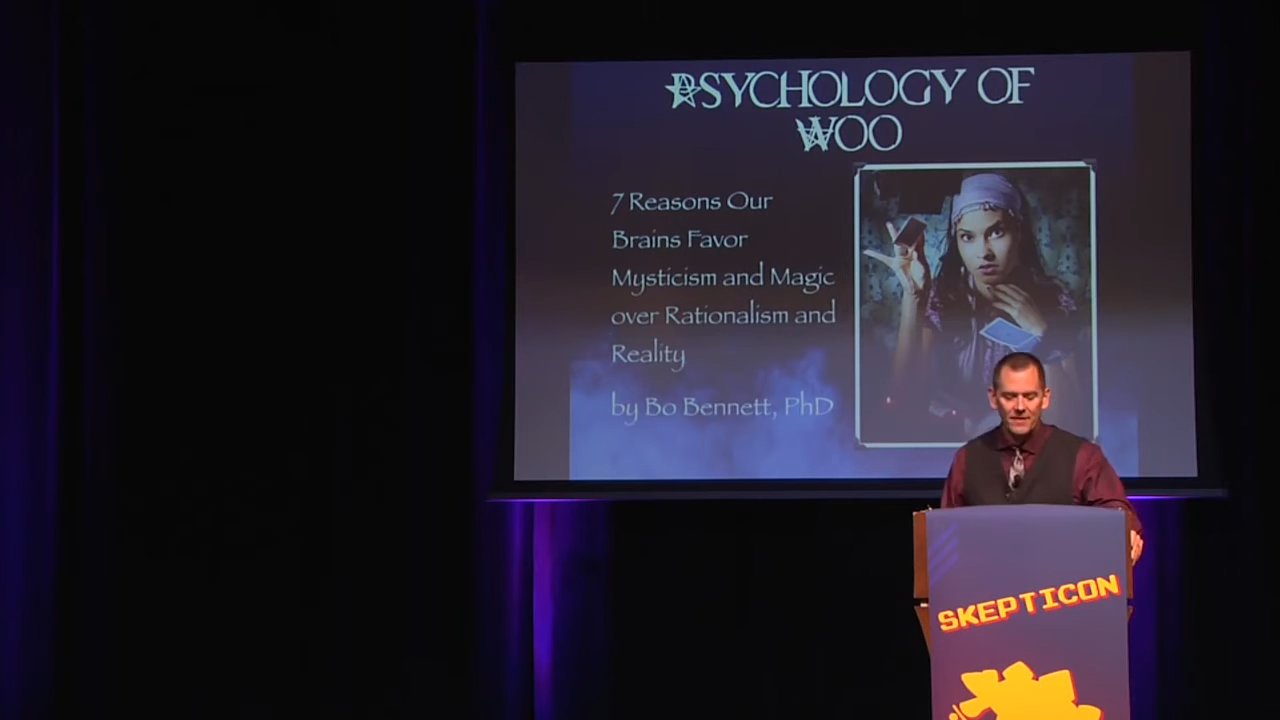 PSYCHOLOGY OF
WOO
7 Reasons Our
Brains Favor
Mysticism and Magic
over Rationalism and
Reality
by Bo Bennett, PhD
SKEPTICON